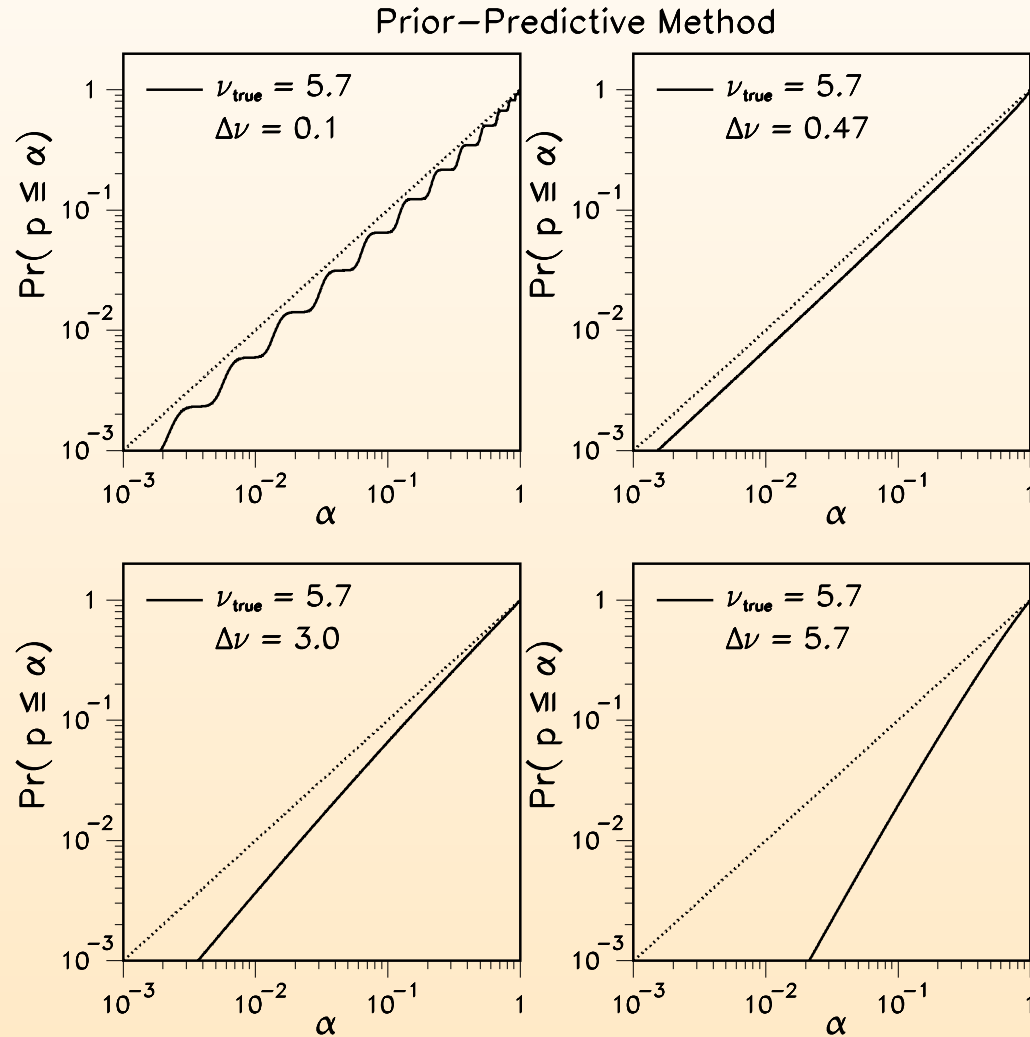 Prior-Predictive Method
ν_true = 5.7
Δν = 0.1
Pr( p ≤ α)
1
10^-1
10^-2
10^-3
10^-3 10^-2 10^-1 1
α
ν_true = 5.7
Δν = 0.47
Pr( p ≤ α)
1
10^-1
10^-2
10^-3
10^-3 10^-2 10^-1 1
α
ν_true = 5.7
Δν = 3.0
Pr( p ≤ α)
1
10^-1
10^-2
10^-3
10^-3 10^-2 10^-1 1
α
ν_true = 5.7
Δν = 5.7
Pr( p ≤ α)
1
10^-1
10^-2
10^-3
10^-3 10^-2 10^-1 1
α